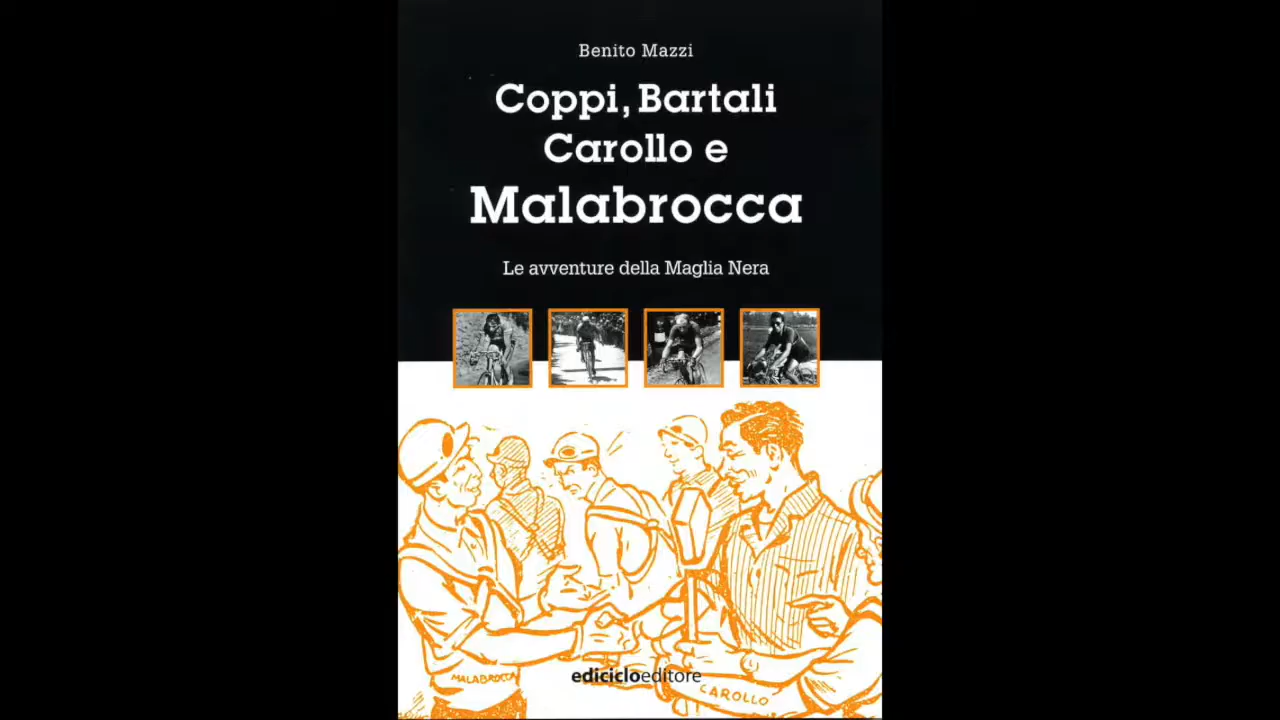 Benito Mazzi
Coppi, Bartali
Carollo e
Malabrocca
Le avventure della Maglia Nera
MALABROCCA
CAROLLO
edicicloeditore